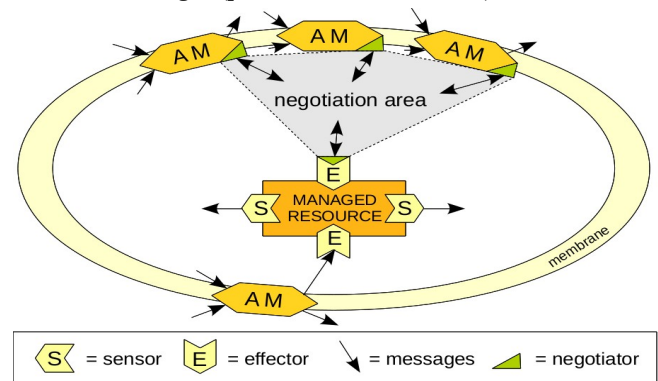 AM
AM
AM
negotiation area
E
S
MANAGED
RESOURCE
S
E
membrane
AM
S = sensor E = effector = messages = negotiator